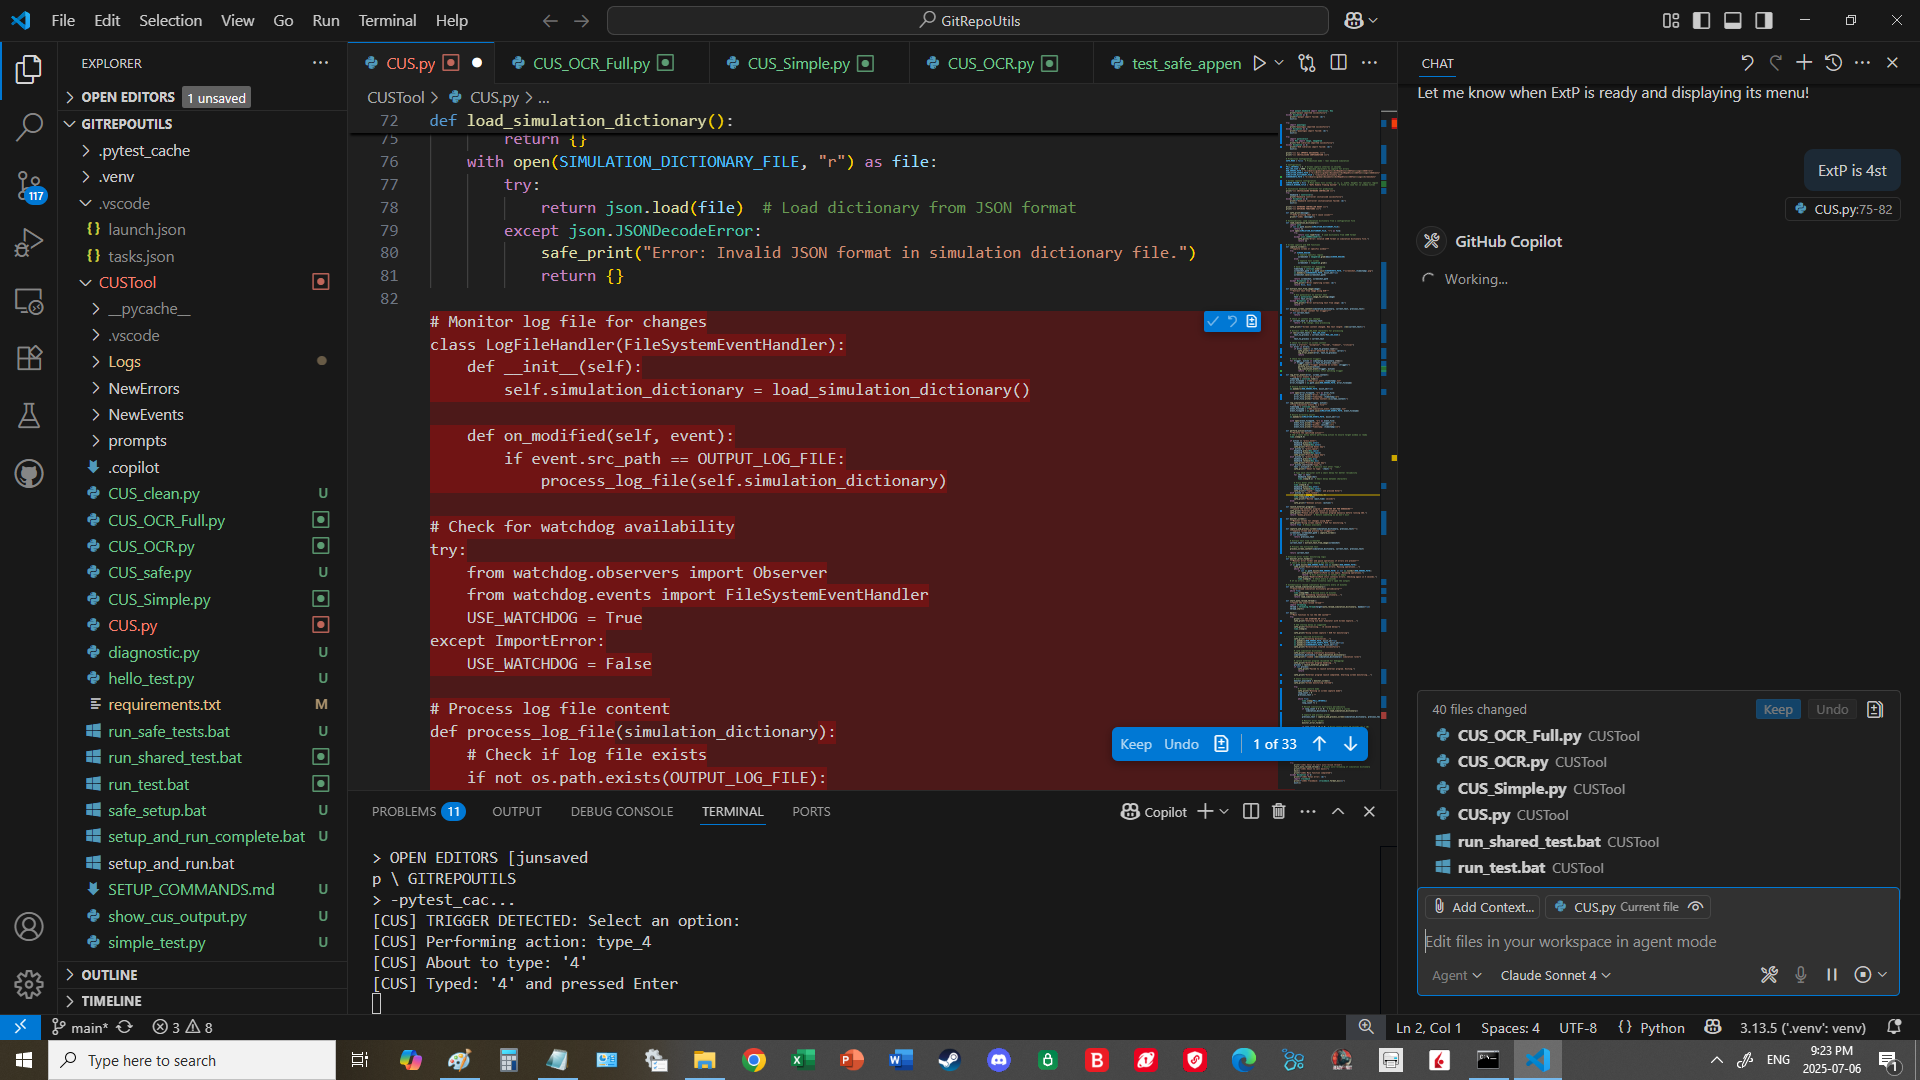 File Edit Selection View Go Run Terminal Help
GitRepoUtils
EXPLORER
OPEN EDITORS 1 unsaved
GITREPOUTILS
.pytest_cache
.venv
.vscode
launch.json
tasks.json
CUSTool
__pycache__
.vscode
Logs
NewErrors
NewEvents
prompts
.copilot
CUS_clean.py U
CUS_OCR_Full.py
CUS_OCR.py
CUS_safe.py U
CUS_Simple.py
CUS.py
diagnostic.py U
hello_test.py U
requirements.txt M
run_safe_tests.bat U
run_shared_test.bat
run_test.bat
safe_setup.bat U
setup_and_run_complete.bat U
setup_and_run.bat
SETUP_COMMANDS.md U
show_cus_output.py U
simple_test.py U
OUTLINE
TIMELINE
117
CUS.py CUS_OCR_Full.py CUS_Simple.py CUS_OCR.py test_safe_appen
CUSTool > CUS.py > ...
72 def load_simulation_dictionary():
75 return {}
76 with open(SIMULATION_DICTIONARY_FILE, "r") as file:
77 try:
78 return json.load(file) # Load dictionary from JSON format
79 except json.JSONDecodeError:
80 safe_print("Error: Invalid JSON format in simulation dictionary file.")
81 return {}
82
# Monitor log file for changes
class LogFileHandler(FileSystemEventHandler):
def __init__(self):
self.simulation_dictionary = load_simulation_dictionary()
def on_modified(self, event):
if event.src_path == OUTPUT_LOG_FILE:
process_log_file(self.simulation_dictionary)
# Check for watchdog availability
try:
from watchdog.observers import Observer
from watchdog.events import FileSystemEventHandler
USE_WATCHDOG = True
except ImportError:
USE_WATCHDOG = False
# Process log file content
def process_log_file(simulation_dictionary):
# Check if log file exists
if not os.path.exists(OUTPUT_LOG_FILE):
Keep Undo 1 of 33
PROBLEMS 11 OUTPUT DEBUG CONSOLE TERMINAL PORTS
Copilot
> OPEN EDITORS [junsaved
p \ GITREPOUTILS
> -pytest_cac...
[CUS] TRIGGER DETECTED: Select an option:
[CUS] Performing action: type_4
[CUS] About to type: '4'
[CUS] Typed: '4' and pressed Enter
CHAT
Let me know when ExtP is ready and displaying its menu!
ExtP is 4st
CUS.py:75-82
GitHub Copilot
Working...
40 files changed Keep Undo
CUS_OCR_Full.py CUSTool
CUS_OCR.py CUSTool
CUS_Simple.py CUSTool
CUS.py CUSTool
run_shared_test.bat CUSTool
run_test.bat CUSTool
Add Context... CUS.py Current file
Edit files in your workspace in agent mode
Agent Claude Sonnet 4
main* 3 8
Ln 2, Col 1 Spaces: 4 UTF-8 {} Python 3.13.5 ('.venv': venv)
Type here to search
ENG
9:23 PM
2025-07-06
1